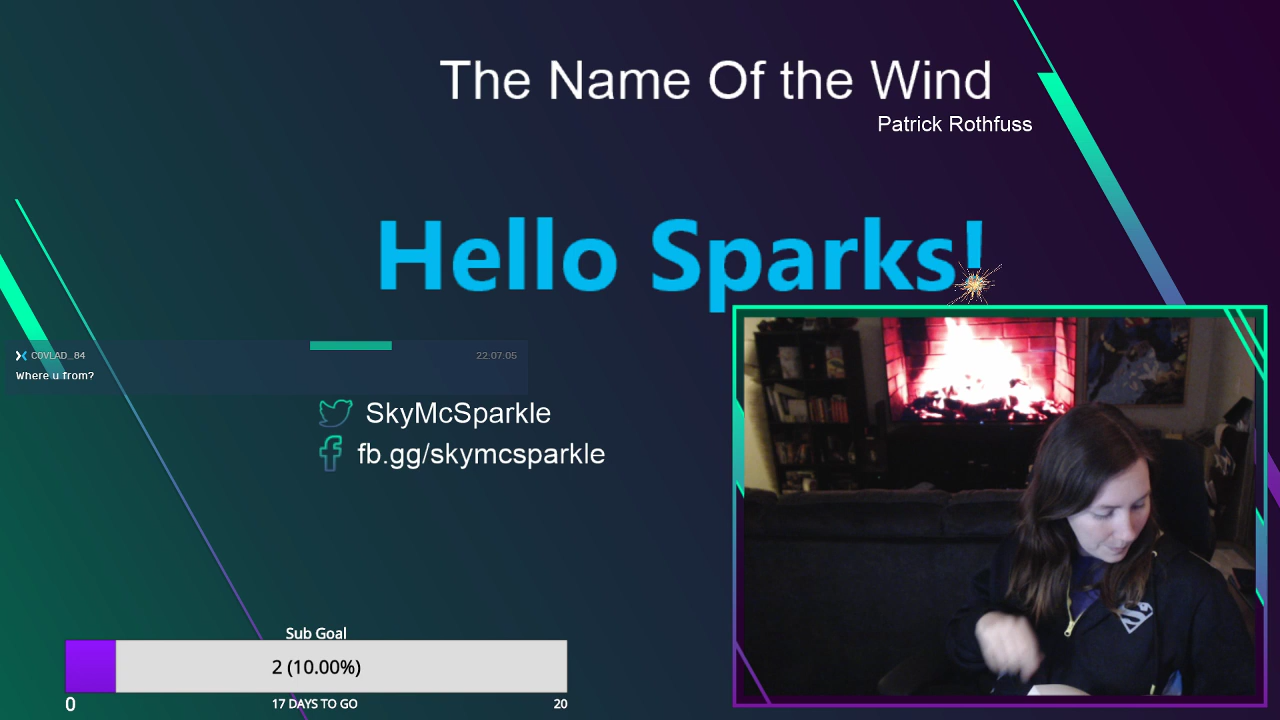 The Name Of the Wind
Patrick Rothfuss
Hello Sparks!
C0VLAD_84
22:07:05
Where u from?
SkyMcSparkle
fb.gg/skymcsparkle
Sub Goal
2 (10.00%)
0
17 DAYS TO GO
20